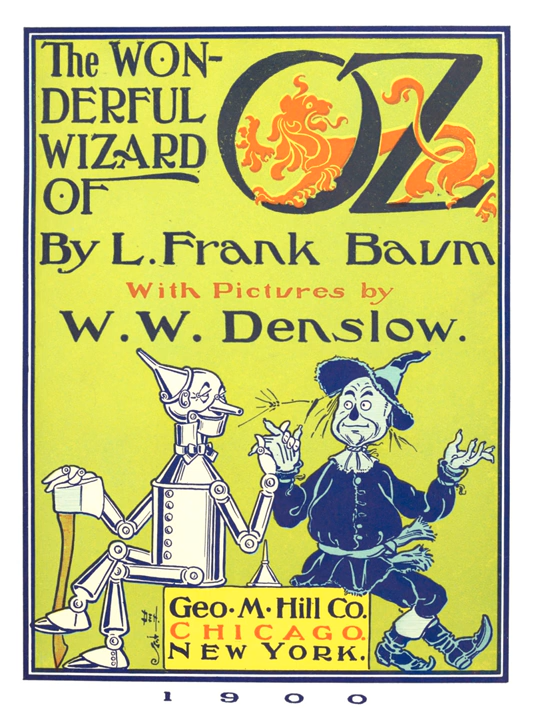 The WON-
DERFUL
WIZARD
OF
OZ
By L. Frank Baum
With Pictures by
W. W. Denslow.
Geo. M. Hill Co.
CHICAGO.
NEW YORK.
1900